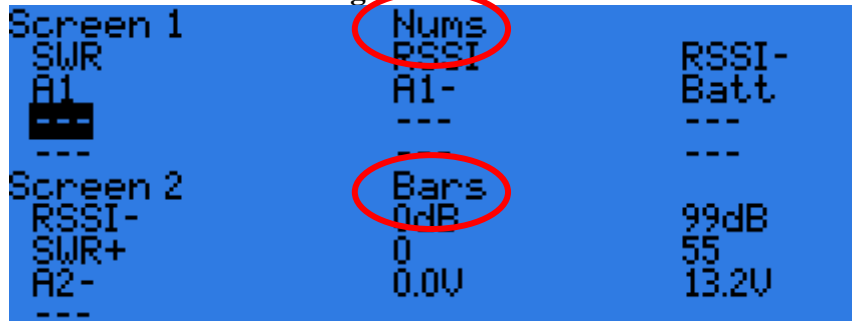 Screen 1 Nums
SWR RSSI RSSI-
A1 A1- Batt
--- --- ---
--- --- ---
Screen 2 Bars
RSSI- 0dB 99dB
SWR+ 0 55
A2- 0.0V 13.2V
---